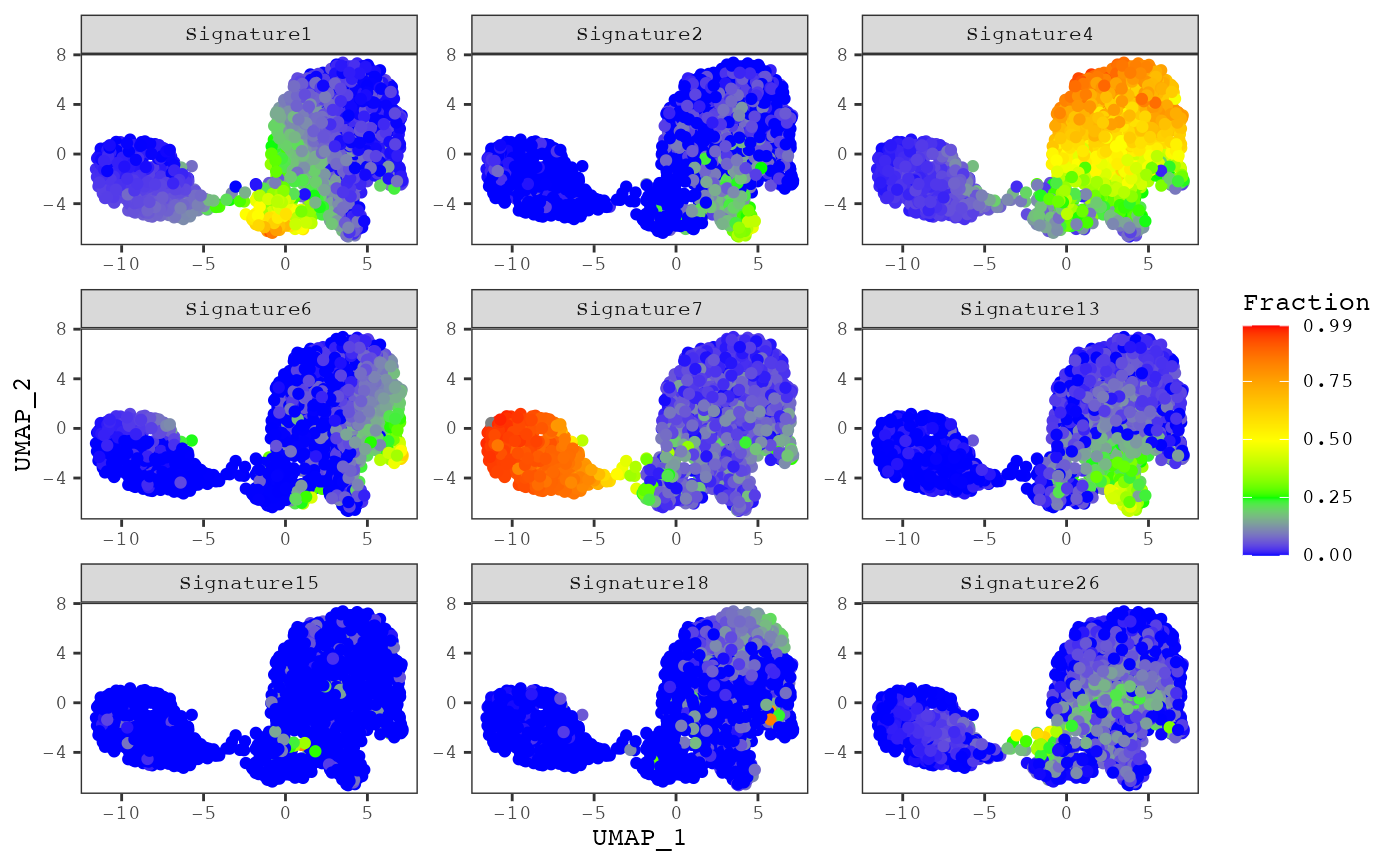 Signature1 Signature2 Signature4
8 8 8
4 4 4
0 0 0
−4 −4 −4
−10 −5 0 5 −10 −5 0 5 −10 −5 0 5
Signature6 Signature7 Signature13
8 8 8
4 4 4
0 0 0
−4 −4 −4
−10 −5 0 5 −10 −5 0 5 −10 −5 0 5
Signature15 Signature18 Signature26
8 8 8
4 4 4
0 0 0
−4 −4 −4
−10 −5 0 5 −10 −5 0 5 −10 −5 0 5
UMAP_1
UMAP_2
Fraction
0.99
0.75
0.50
0.25
0.00